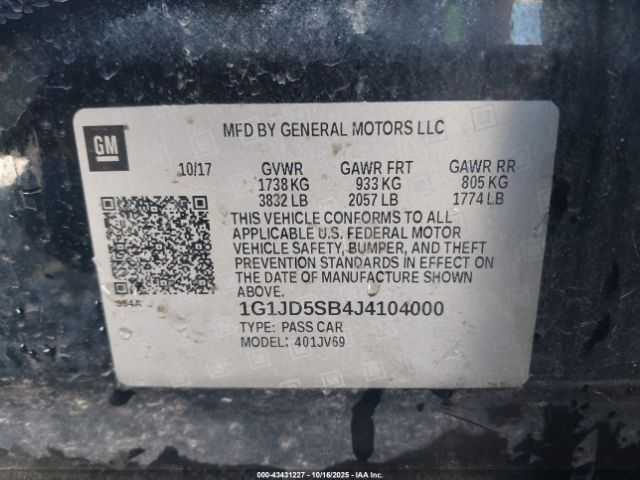 GM
MFD BY GENERAL MOTORS LLC
10/17 GVWR GAWR FRT GAWR RR
1738 KG 933 KG 805 KG
3832 LB 2057 LB 1774 LB
THIS VEHICLE CONFORMS TO ALL
APPLICABLE U.S. FEDERAL MOTOR
VEHICLE SAFETY, BUMPER, AND THEFT
PREVENTION STANDARDS IN EFFECT ON
THE DATE OF MANUFACTURE SHOWN
ABOVE.
384A
1G1JD5SB4J4104000
TYPE: PASS CAR
MODEL: 401JV69
000-43431227 - 10/16/2025 - IAA Inc.